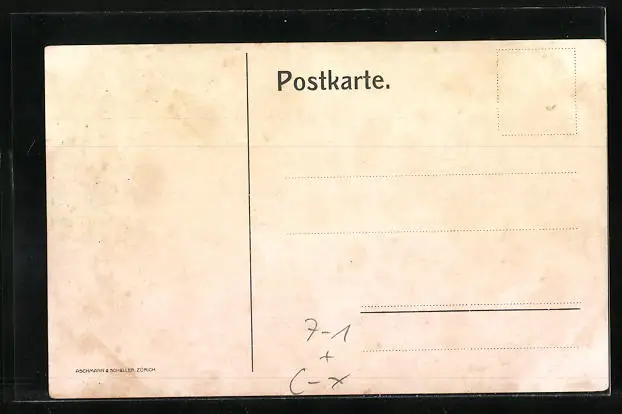 Postkarte.
7-1
+
(-x
ASCHMANN & SCHELLER, ZÜRICH.